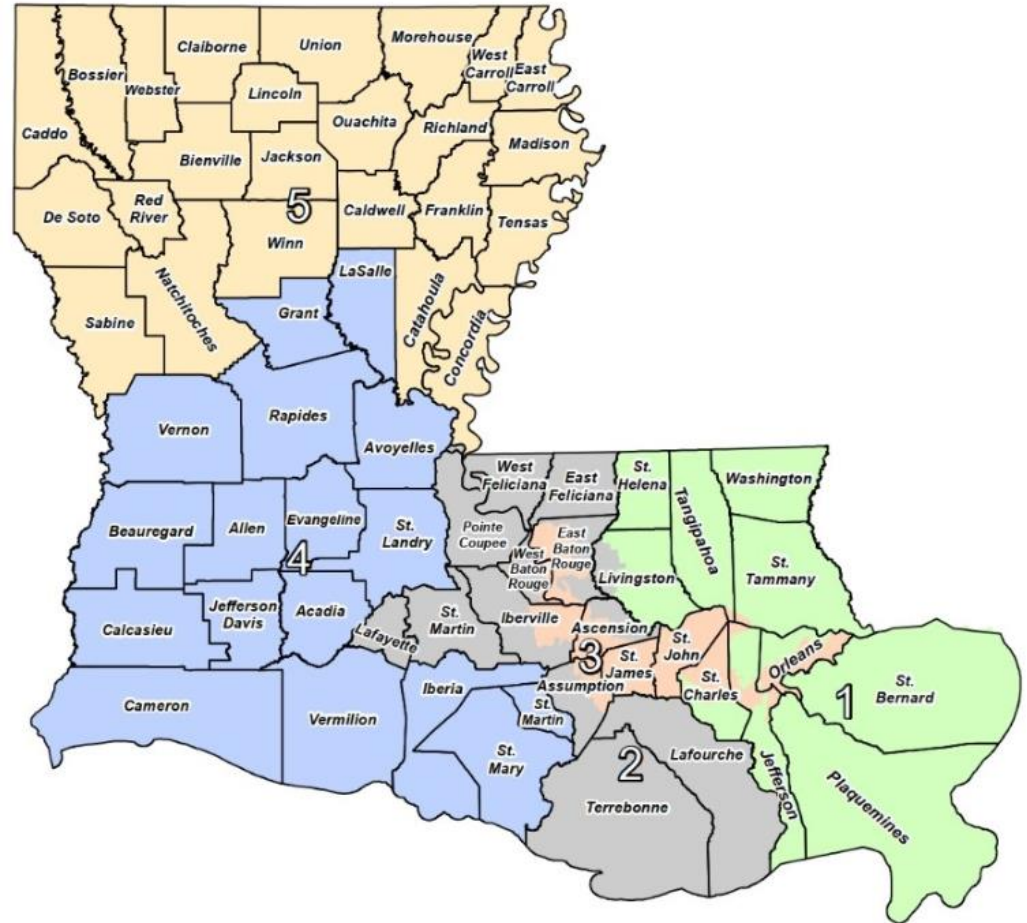 Claiborne
Union
Morehouse
West
Carroll
East
Carroll
Bossier
Webster
Lincoln
Caddo
Ouachita
Richland
Madison
Bienville
Jackson
De Soto
Red
River
5
Caldwell
Franklin
Tensas
Winn
LaSalle
Natchitoches
Grant
Catahoula
Concordia
Sabine
Vernon
Rapides
Avoyelles
West
Feliciana
East
Feliciana
St.
Helena
Tangipahoa
Washington
Beauregard
Allen
Evangeline
St.
Landry
Pointe
Coupee
West
Baton
Rouge
East
Baton
Rouge
Livingston
St.
Tammany
4
Calcasieu
Jefferson
Davis
Acadia
Lafayette
St.
Martin
Iberville
Ascension
3
St.
James
St.
John
Orleans
St.
Charles
St.
Bernard
1
Cameron
Vermilion
Iberia
Assumption
St.
Martin
St.
Mary
2
Lafourche
Terrebonne
Jefferson
Plaquemines